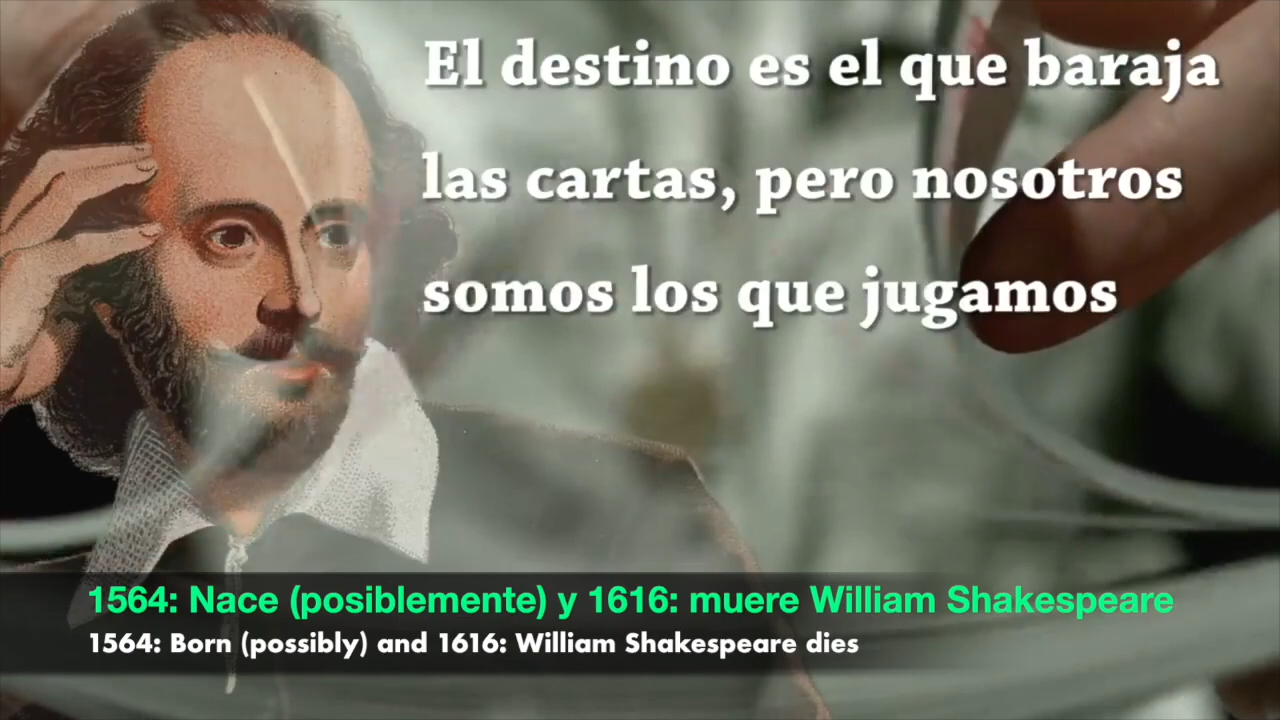 El destino es el que baraja
las cartas, pero nosotros
somos los que jugamos
1564: Nace (posiblemente) y 1616: muere William Shakespeare
1564: Born (possibly) and 1616: William Shakespeare dies